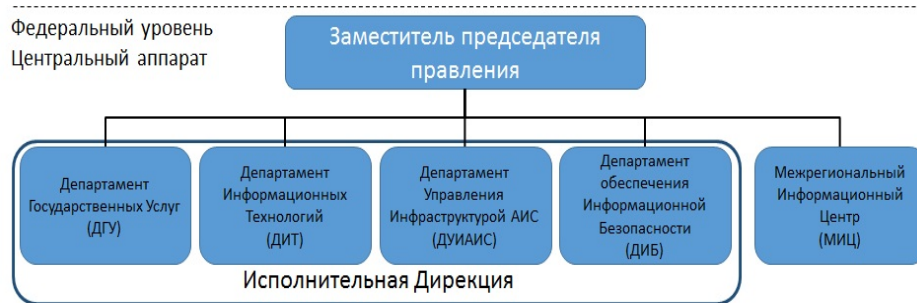 Федеральный уровень
Центральный аппарат
Заместитель председателя
правления
Департамент
Государственных Услуг
(ДГУ)
Департамент
Информационных
Технологий
(ДИТ)
Департамент
Управления
Инфраструктурой АИС
(ДУИАИС)
Департамент
обеспечения
Информационной
Безопасности
(ДИБ)
Межрегиональный
Информационный
Центр
(МИЦ)
Исполнительная Дирекция